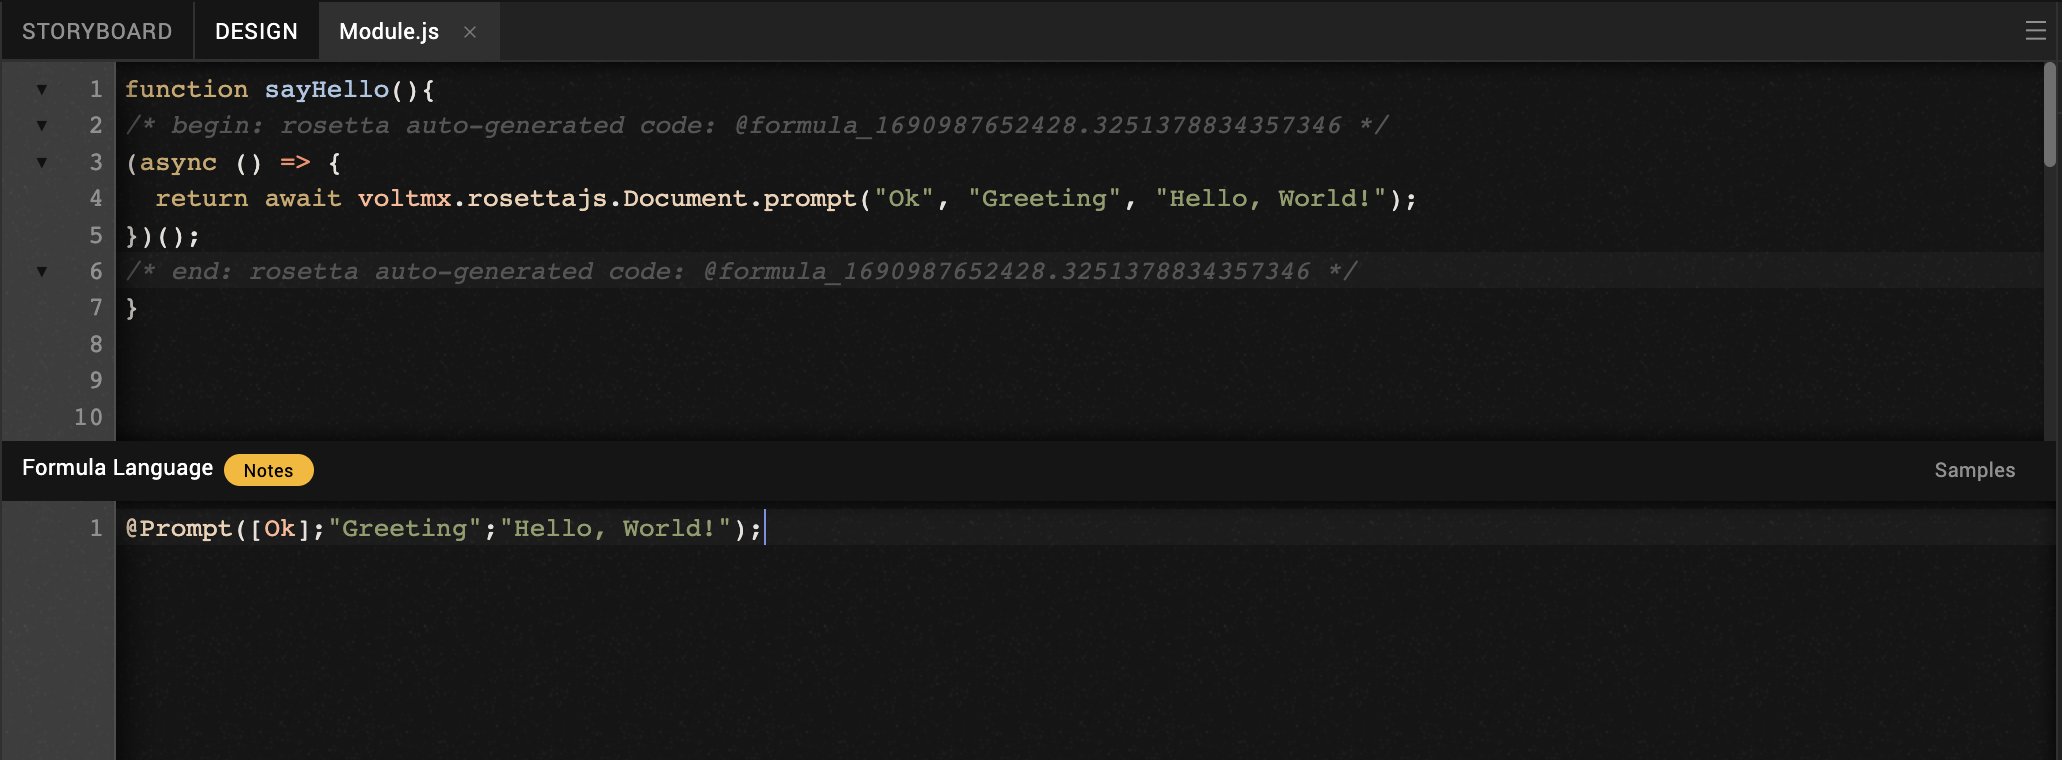 STORYBOARD DESIGN Module.js ×
1 function sayHello(){
2 /* begin: rosetta auto-generated code: @formula_1690987652428.3251378834357346 */
3 (async () => {
4 return await voltmx.rosettajs.Document.prompt("Ok", "Greeting", "Hello, World!");
5 })();
6 /* end: rosetta auto-generated code: @formula_1690987652428.3251378834357346 */
7 }
8
9
10
Formula Language Notes Samples
1 @Prompt([Ok];"Greeting";"Hello, World!");